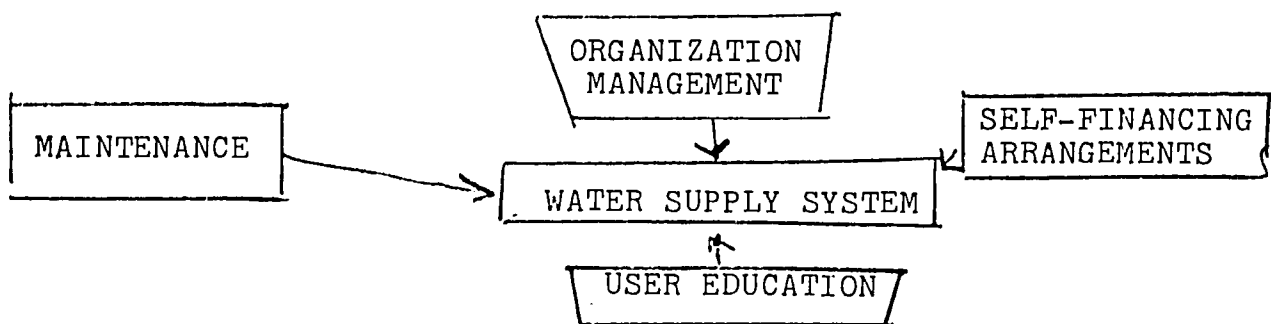 ORGANIZATION
MANAGEMENT
MAINTENANCE
SELF-FINANCING
ARRANGEMENTS
WATER SUPPLY SYSTEM
USER EDUCATION